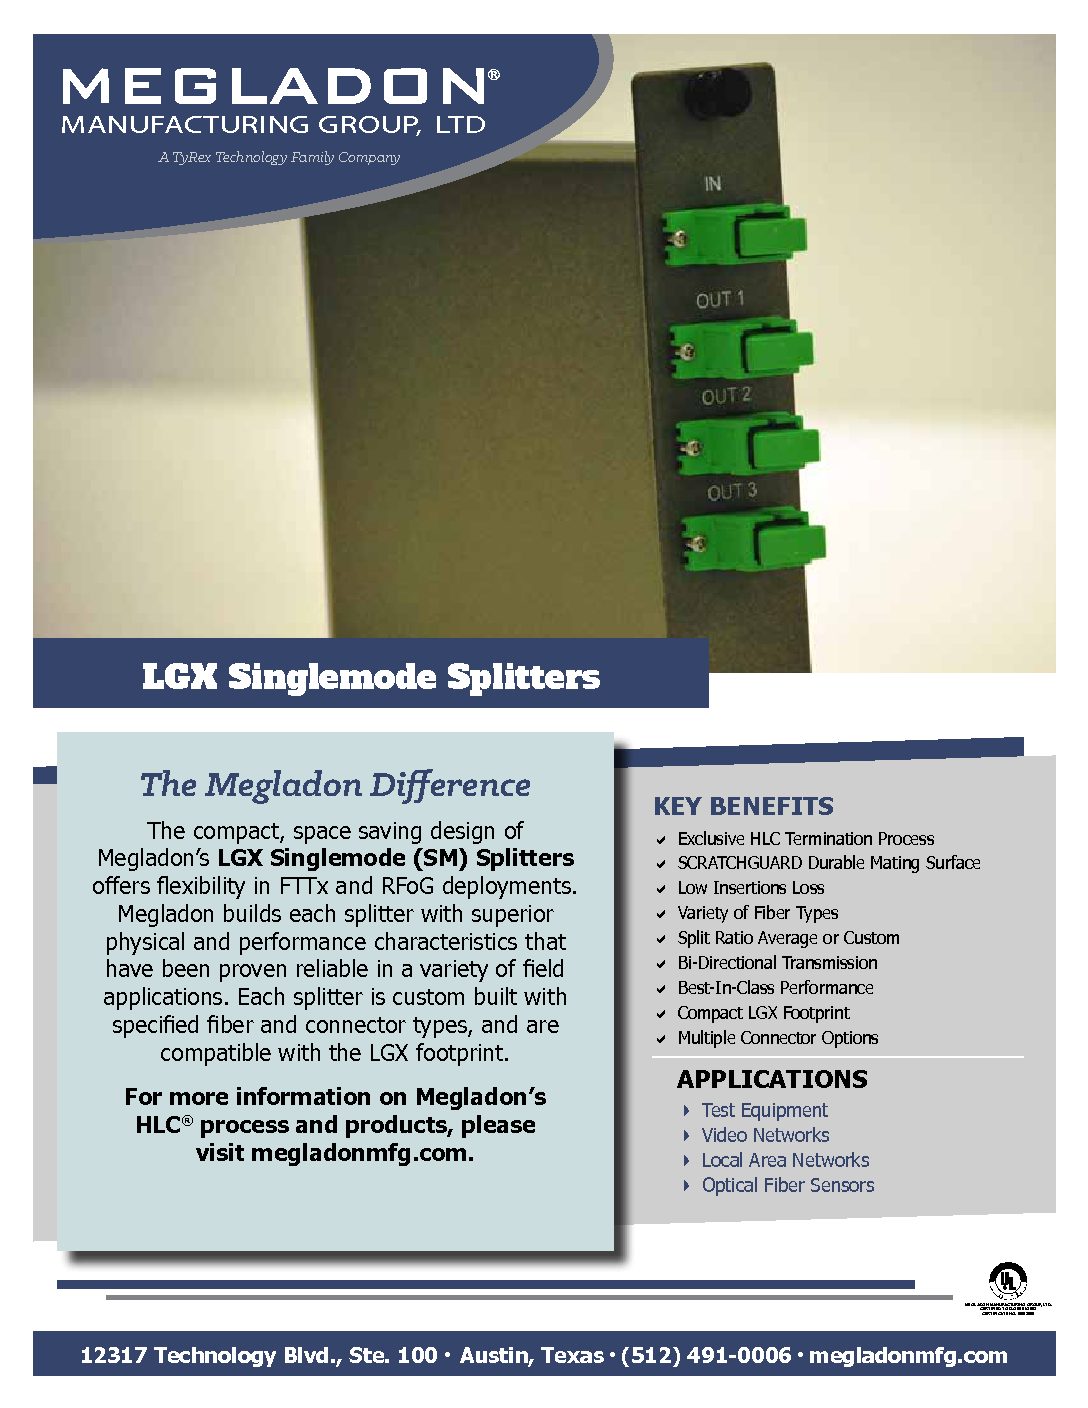 MEGLADON®
MANUFACTURING GROUP, LTD
A TyRex Technology Family Company
IN
OUT 1
OUT 2
OUT 3
LGX Singlemode Splitters
The Megladon Difference
The compact, space saving design of
Megladon's LGX Singlemode (SM) Splitters
offers flexibility in FTTx and RFoG deployments.
Megladon builds each splitter with superior
physical and performance characteristics that
have been proven reliable in a variety of field
applications. Each splitter is custom built with
specified fiber and connector types, and are
compatible with the LGX footprint.
For more information on Megladon's
HLC® process and products, please
visit megladonmfg.com.
KEY BENEFITS
Exclusive HLC Termination Process
SCRATCHGUARD Durable Mating Surface
Low Insertions Loss
Variety of Fiber Types
Split Ratio Average or Custom
Bi-Directional Transmission
Best-In-Class Performance
Compact LGX Footprint
Multiple Connector Options
APPLICATIONS
Test Equipment
Video Networks
Local Area Networks
Optical Fiber Sensors
UL
MEGLADON MANUFACTURING GROUP, LTD.
12317 Technology Blvd., Ste. 100 • Austin, Texas • (512) 491-0006 • megladonmfg.com